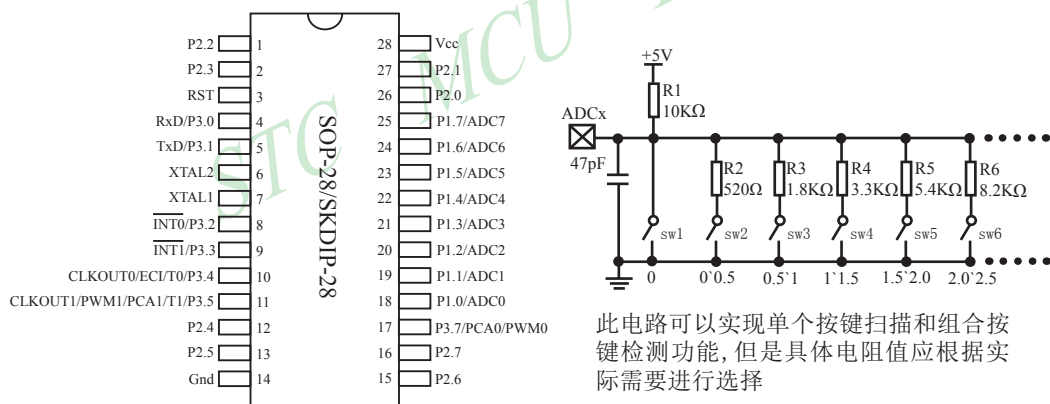 STC MCU
P2.2 1
P2.3 2
RST 3
RxD/P3.0 4
TxD/P3.1 5
XTAL2 6
XTAL1 7
INT0/P3.2 8
INT1/P3.3 9
CLKOUT0/ECI/T0/P3.4 10
CLKOUT1/PWM1/PCA1/T1/P3.5 11
P2.4 12
P2.5 13
Gnd 14
SOP-28/SKDIP-28
28 Vcc
27 P2.1
26 P2.0
25 P1.7/ADC7
24 P1.6/ADC6
23 P1.5/ADC5
22 P1.4/ADC4
21 P1.3/ADC3
20 P1.2/ADC2
19 P1.1/ADC1
18 P1.0/ADC0
17 P3.7/PCA0/PWM0
16 P2.7
15 P2.6
+5V
R1
10KΩ
ADCx
47pF
R2
520Ω
R3
1.8KΩ
R4
3.3KΩ
R5
5.4KΩ
R6
8.2KΩ
sw1 sw2 sw3 sw4 sw5 sw6
0 0`0.5 0.5`1 1`1.5 1.5`2.0 2.0`2.5
此电路可以实现单个按键扫描和组合按
键检测功能,但是具体电阻值应根据实
际需要进行选择